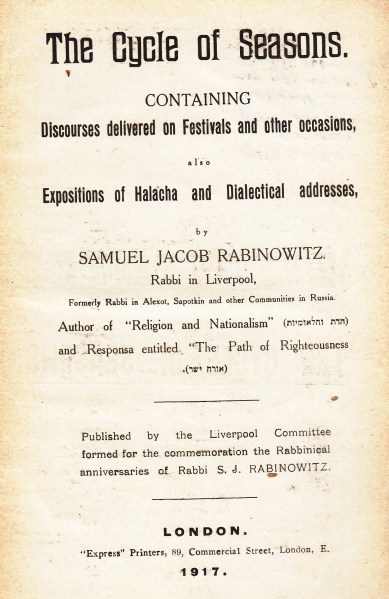 The Cycle of Seasons.
CONTAINING
Discourses delivered on Festivals and other occasions,
also
Expositions of Halacha and Dialectical addresses,
by
SAMUEL JACOB RABINOWITZ.
Rabbi in Liverpool,
Formerly Rabbi in Alexot, Sapotkin and other Communities in Russia.
Author of "Religion and Nationalism" (הדת והלאומיות)
and Responsa entitled "The Path of Righteousness
(אורח ישר).
Published by the Liverpool Committee
formed for the commemoration the Rabbinical
anniversaries of Rabbi S. J. RABINOWITZ.
LONDON.
"Express" Printers, 89, Commercial Street, London, E.
1917.